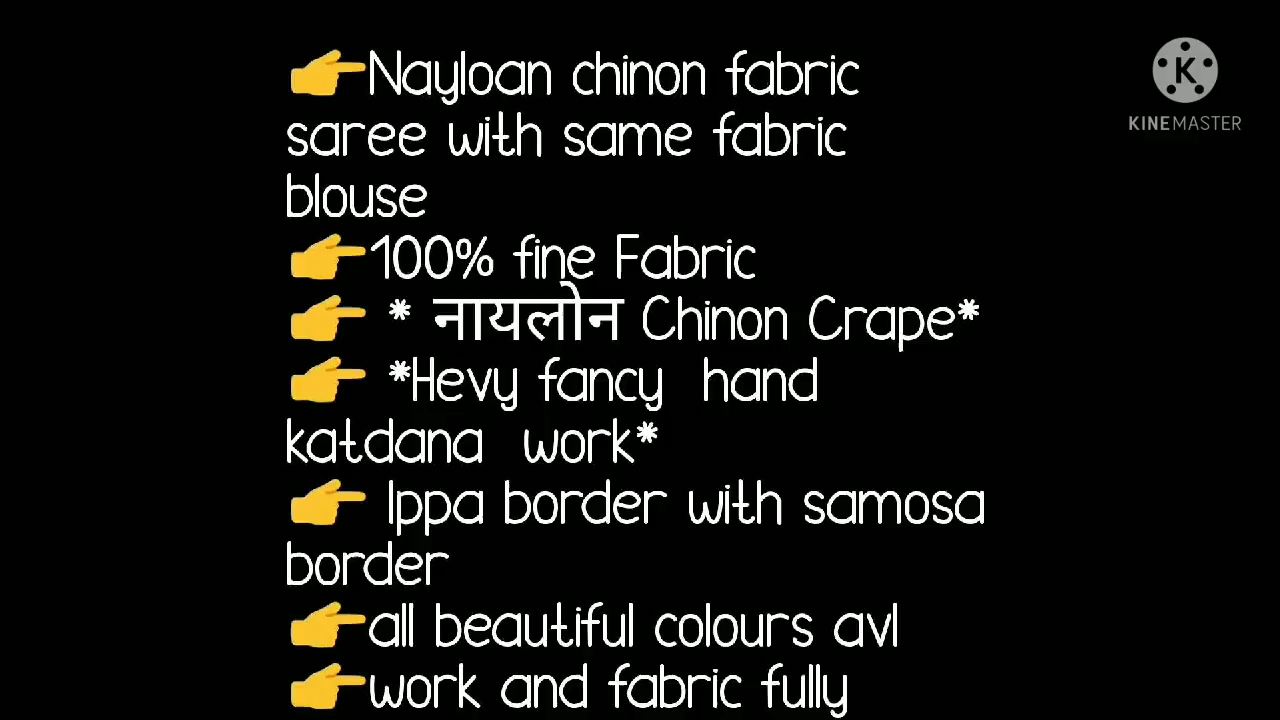 👉Nayloan chinon fabric
saree with same fabric
blouse
👉100% fine Fabric
👉 * नायलोन Chinon Crape*
👉 *Hevy fancy  hand
katdana  work*
👉 Ippa border with samosa
border
👉all beautiful colours avl
👉work and fabric fully
K
KINEMASTER